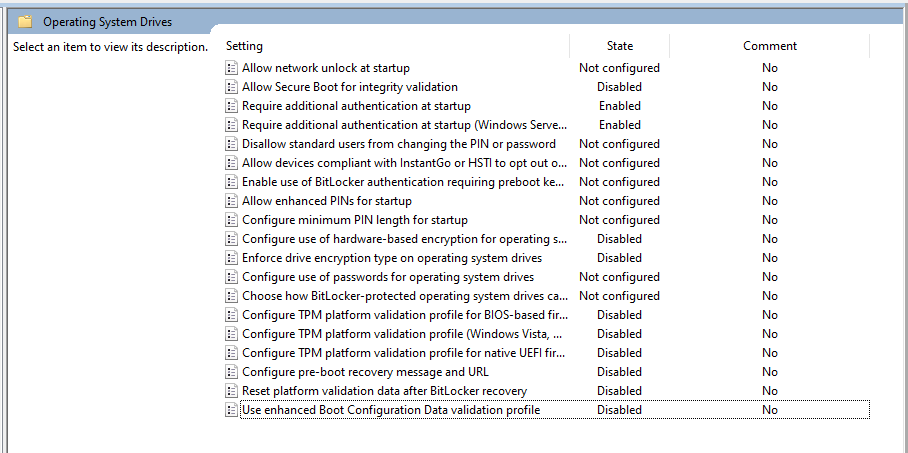 Operating System Drives
Select an item to view its description.
Setting State Comment
Allow network unlock at startup Not configured No
Allow Secure Boot for integrity validation Disabled No
Require additional authentication at startup Enabled No
Require additional authentication at startup (Windows Serve... Enabled No
Disallow standard users from changing the PIN or password Not configured No
Allow devices compliant with InstantGo or HSTI to opt out o... Not configured No
Enable use of BitLocker authentication requiring preboot ke... Not configured No
Allow enhanced PINs for startup Not configured No
Configure minimum PIN length for startup Not configured No
Configure use of hardware-based encryption for operating s... Disabled No
Enforce drive encryption type on operating system drives Disabled No
Configure use of passwords for operating system drives Not configured No
Choose how BitLocker-protected operating system drives ca... Not configured No
Configure TPM platform validation profile for BIOS-based fir... Disabled No
Configure TPM platform validation profile (Windows Vista, ... Disabled No
Configure TPM platform validation profile for native UEFI fir... Disabled No
Configure pre-boot recovery message and URL Disabled No
Reset platform validation data after BitLocker recovery Disabled No
Use enhanced Boot Configuration Data validation profile Disabled No